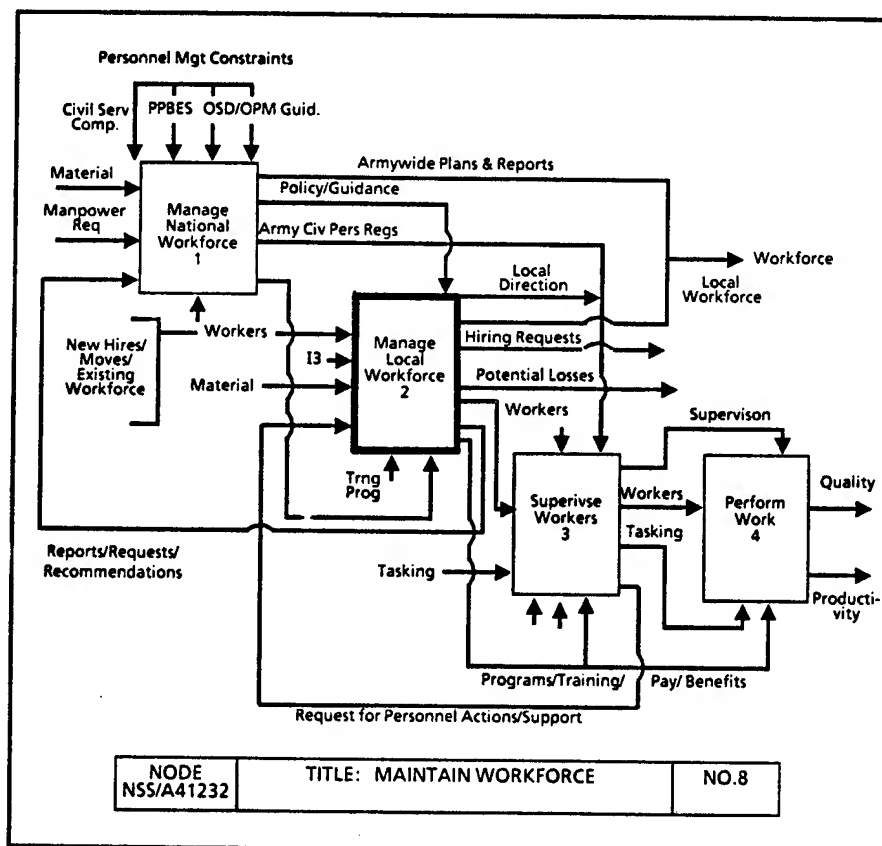 Personnel Mgt Constraints
Civil Serv
Comp.
PPBES
OSD/OPM Guid.
Armywide Plans & Reports
Material
Policy/Guidance
Manpower
Req
Manage
National
Workforce
1
Army Civ Pers Regs
Workforce
Local
Direction
Local
Workforce
New Hires/
Moves/
Existing
Workforce
Workers
Manage
Local
Workforce
2
Hiring Requests
I3
Material
Potential Losses
Workers
Supervison
Trng
Prog
Superivse
Workers
3
Workers
Perform
Work
4
Quality
Tasking
Reports/Requests/
Recommendations
Tasking
Producti-
vity
Programs/Training/
Pay/ Benefits
Request for Personnel Actions/Support
NODE
NSS/A41232
TITLE: MAINTAIN WORKFORCE
NO.8